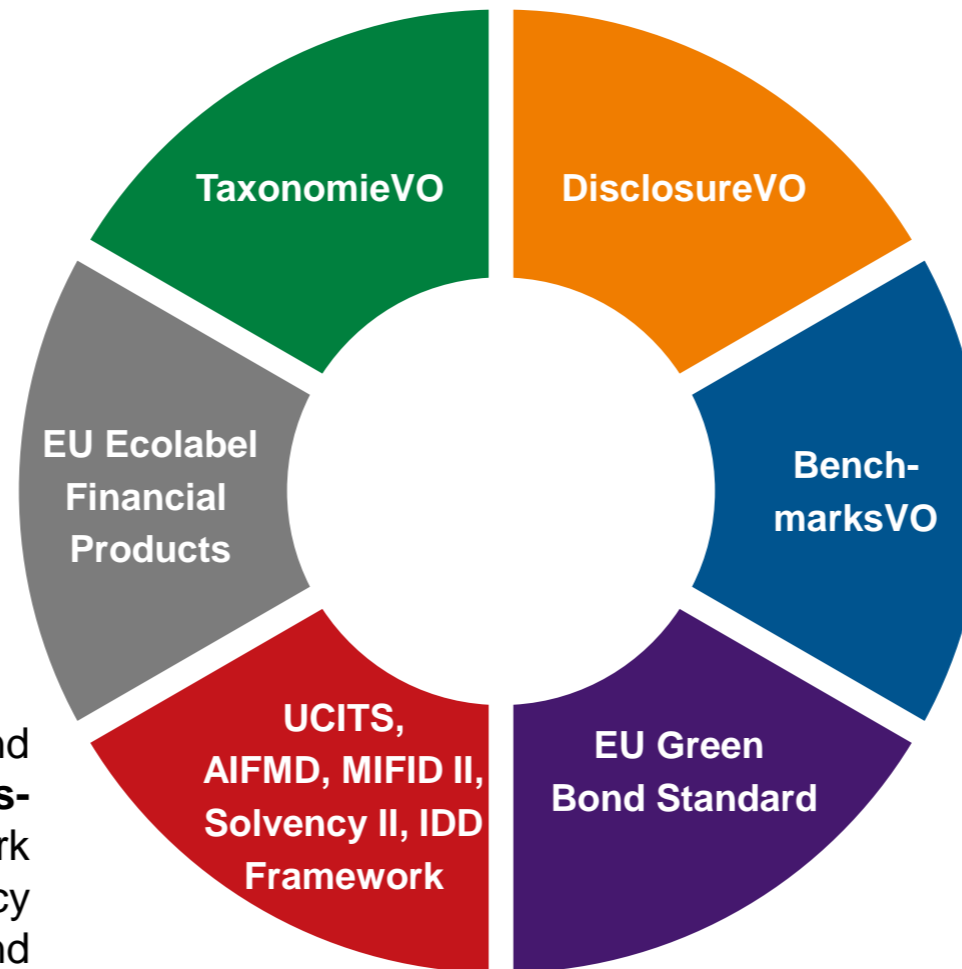 TaxonomieVO
DisclosureVO
EU Ecolabel
Financial
Products
Bench-
marksVO
UCITS,
AIFMD, MIFID II,
Solvency II, IDD
Framework
EU Green
Bond Standard
nd
s-
rk
cy
nd